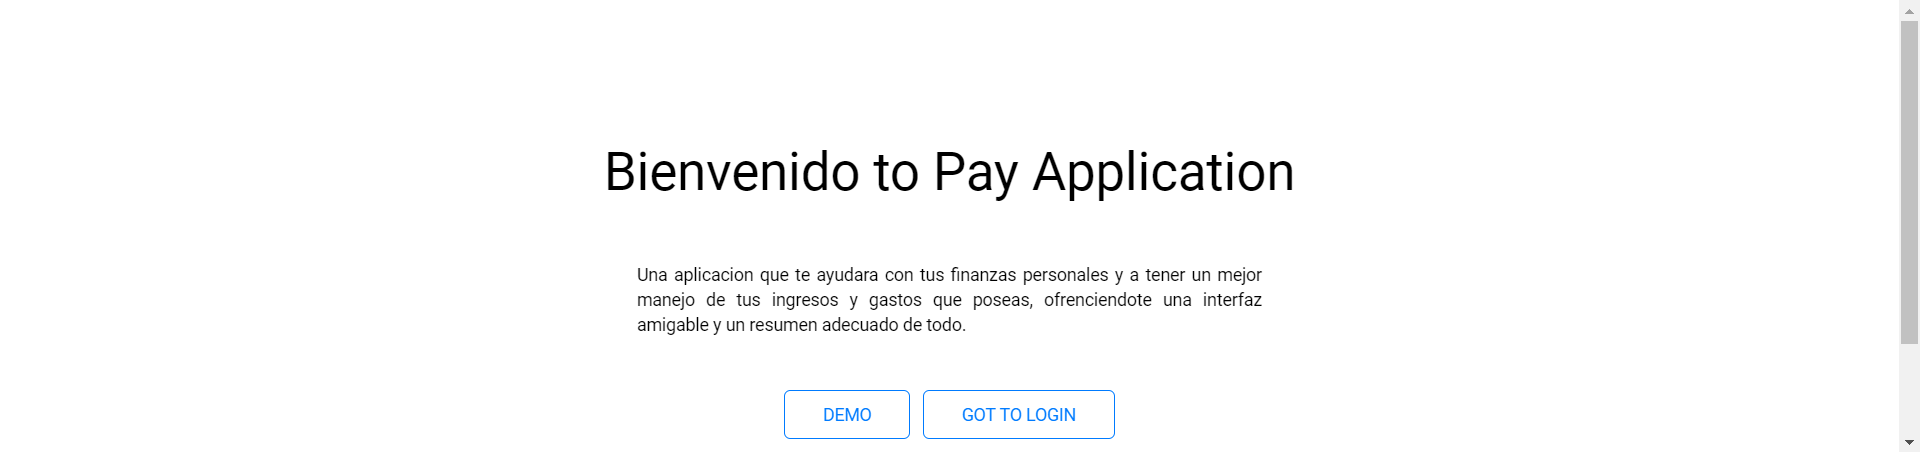 Bienvenido to Pay Application
Una aplicacion que te ayudara con tus finanzas personales y a tener un mejor
manejo de tus ingresos y gastos que poseas, ofrenciendote una interfaz
amigable y un resumen adecuado de todo.
DEMO
GOT TO LOGIN